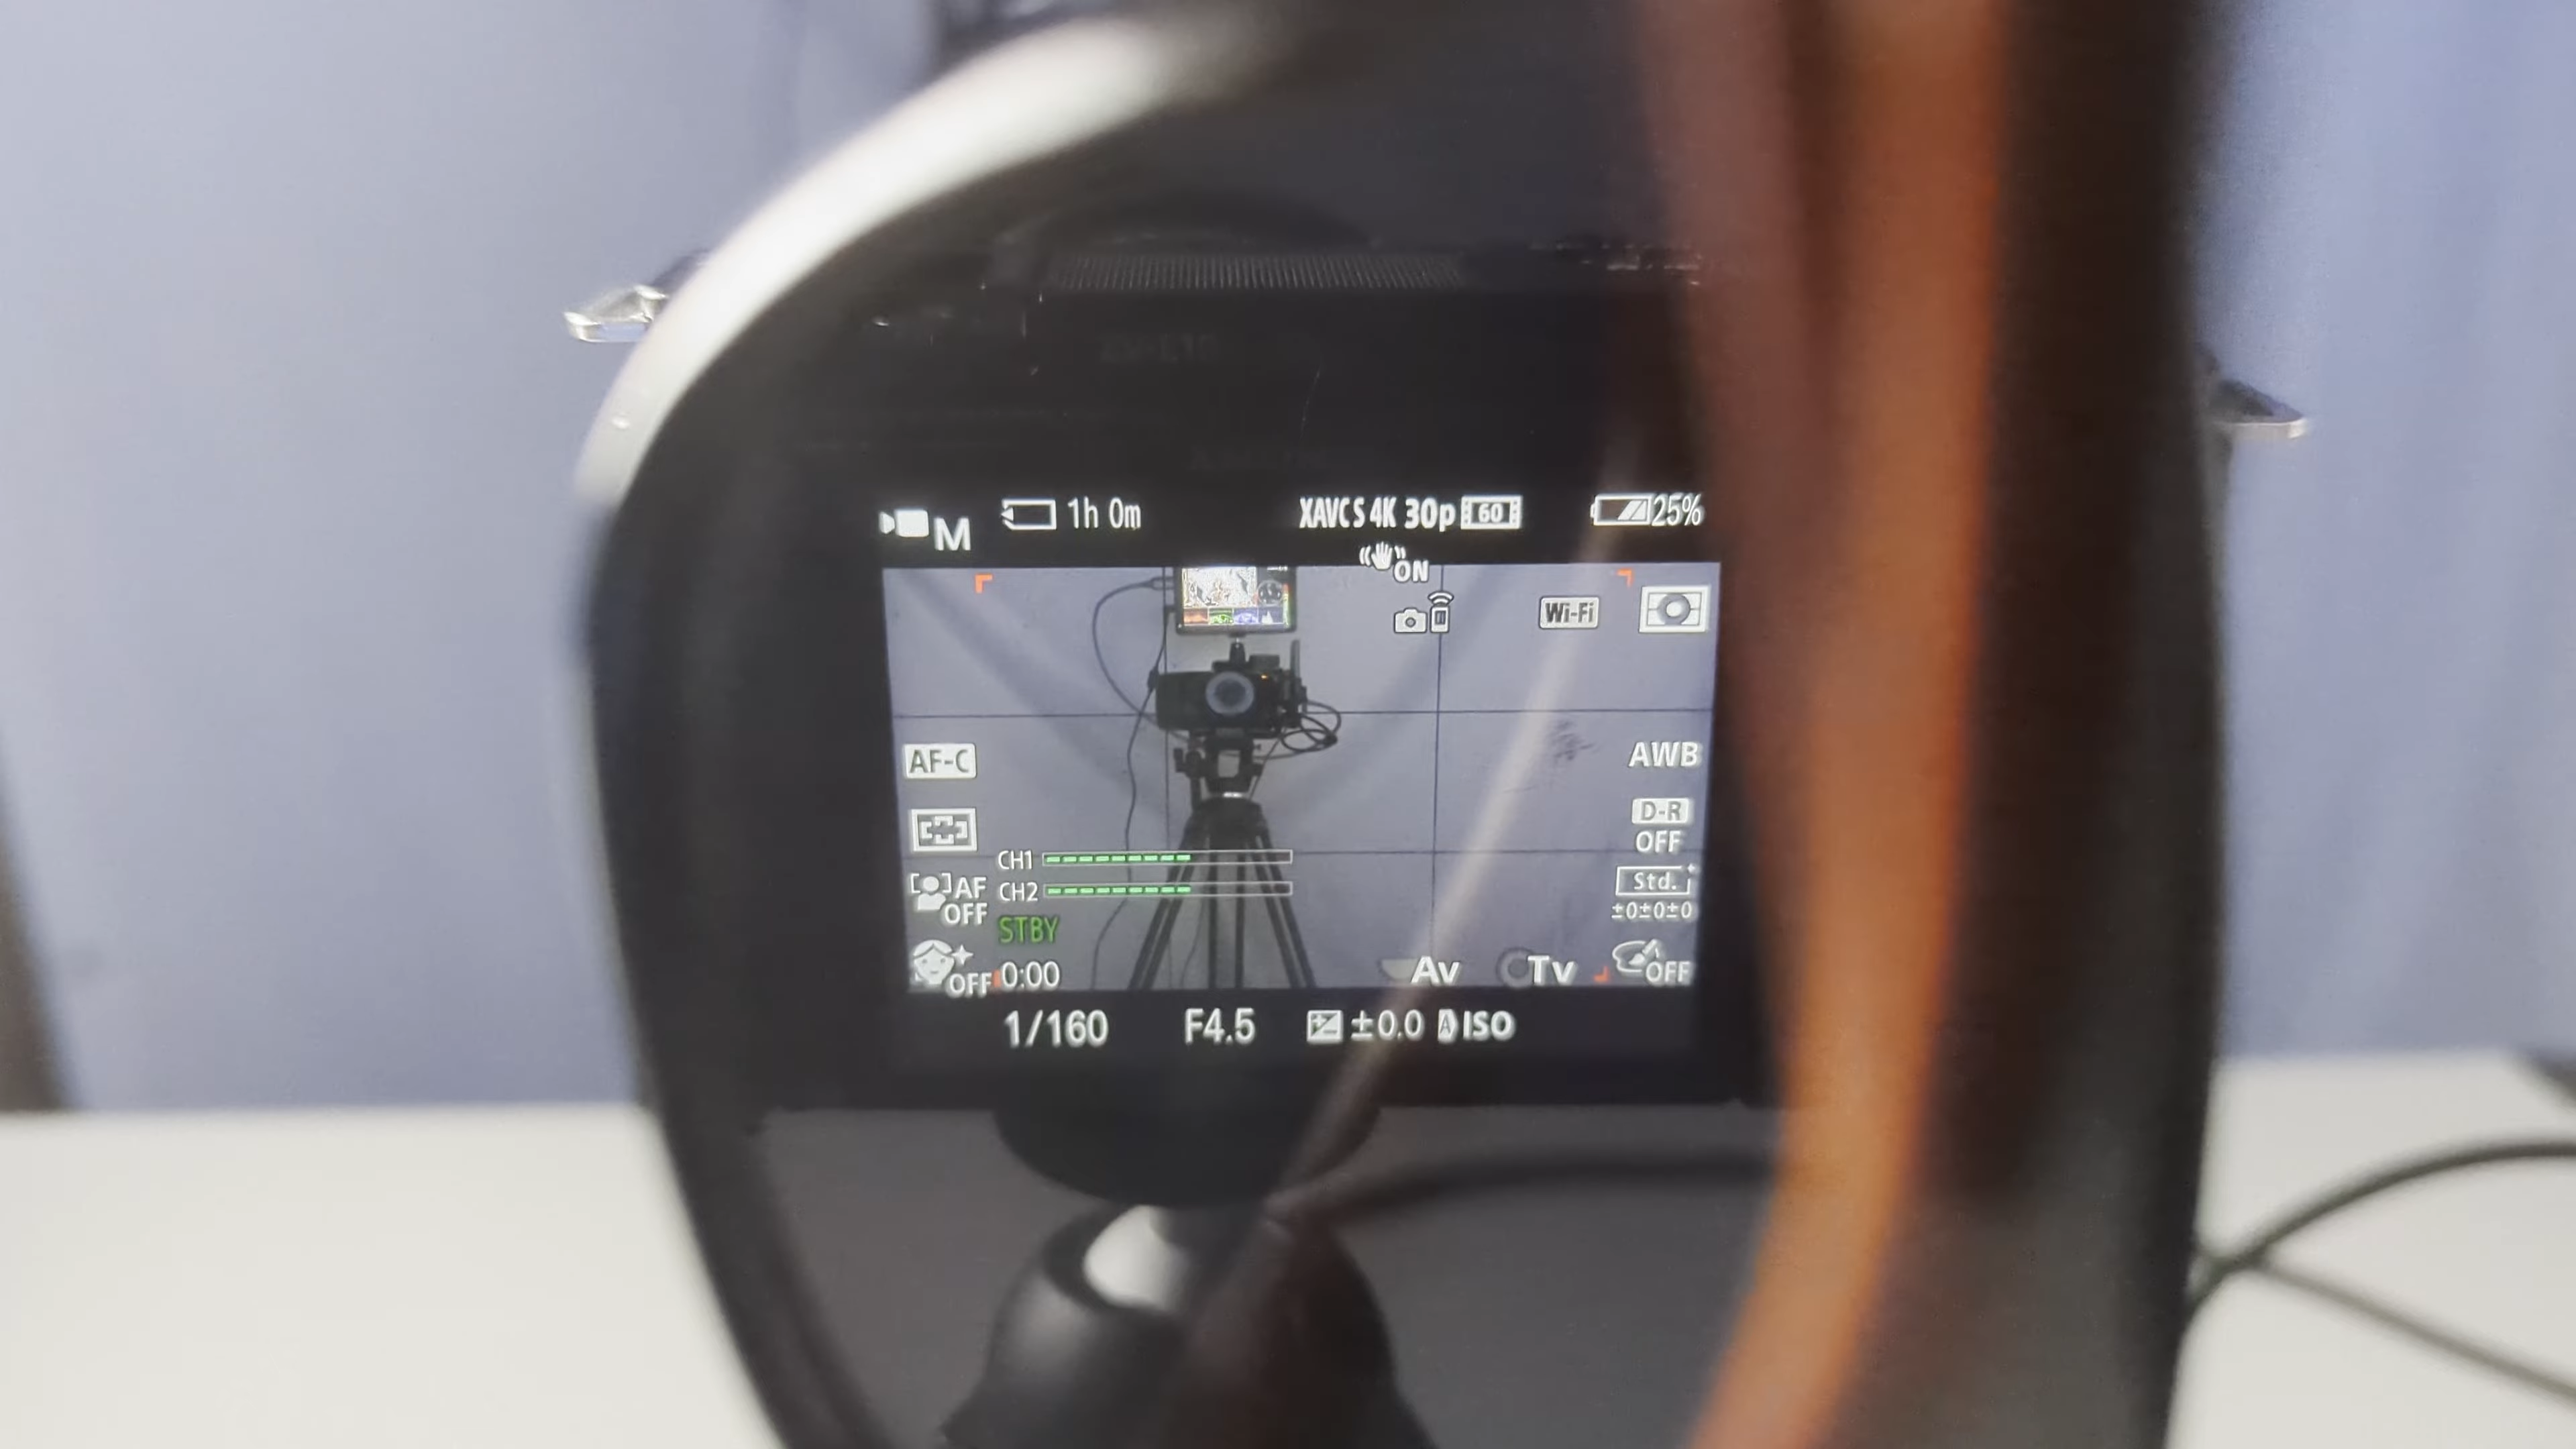 M 1h 0m XAVC S 4K 30p 60 25%
ON
Wi-Fi
AF-C AWB
D-R
OFF
CH1
Std.
AF CH2
OFF ±0±0±0
STBY
OFF 0:00 Av Tv OFF
1/160 F4.5 ±0.0 A ISO